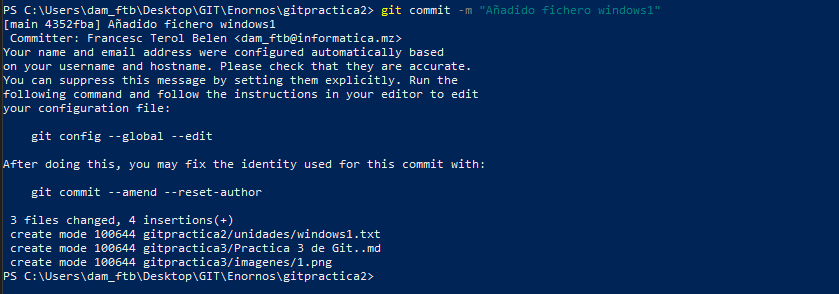 PS C:\Users\dam_ftb\Desktop\GIT\Enornos\gitpractica2> git commit -m "Añadido fichero windows1"
[main 4352fba] Añadido fichero windows1
 Committer: Francesc Terol Belen <dam_ftb@informatica.mz>
Your name and email address were configured automatically based
on your username and hostname. Please check that they are accurate.
You can suppress this message by setting them explicitly. Run the
following command and follow the instructions in your editor to edit
your configuration file:
    git config --global --edit
After doing this, you may fix the identity used for this commit with:
    git commit --amend --reset-author
 3 files changed, 4 insertions(+)
 create mode 100644 gitpractica2/unidades/windows1.txt
 create mode 100644 gitpractica3/Practica 3 de Git..md
 create mode 100644 gitpractica3/imagenes/1.png
PS C:\Users\dam_ftb\Desktop\GIT\Enornos\gitpractica2>